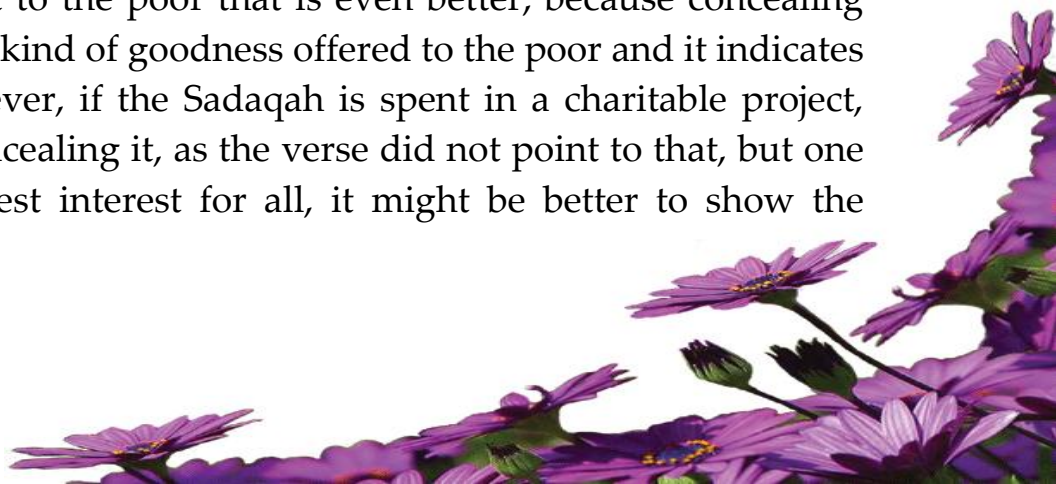 to the poor that is even better, because concealing
kind of goodness offered to the poor and it indicates
ever, if the Sadaqah is spent in a charitable project,
ncealing it, as the verse did not point to that, but one
est interest for all, it might be better to show the